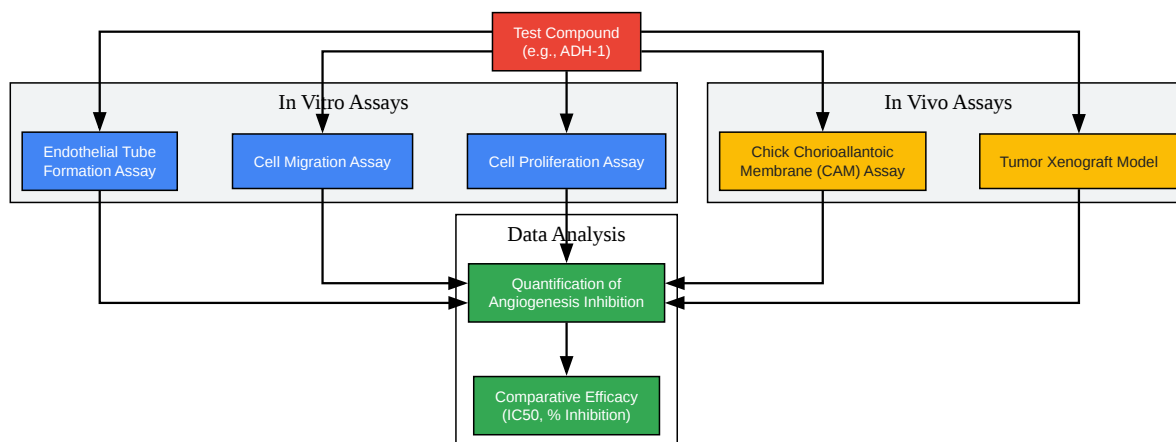 Test Compound
(e.g., ADH-1)
In Vitro Assays
In Vivo Assays
Endothelial Tube
Formation Assay
Cell Migration Assay
Cell Proliferation Assay
Chick Chorioallantoic
Membrane (CAM) Assay
Tumor Xenograft Model
Data Analysis
Quantification of
Angiogenesis Inhibition
Comparative Efficacy
(IC50, % Inhibition)